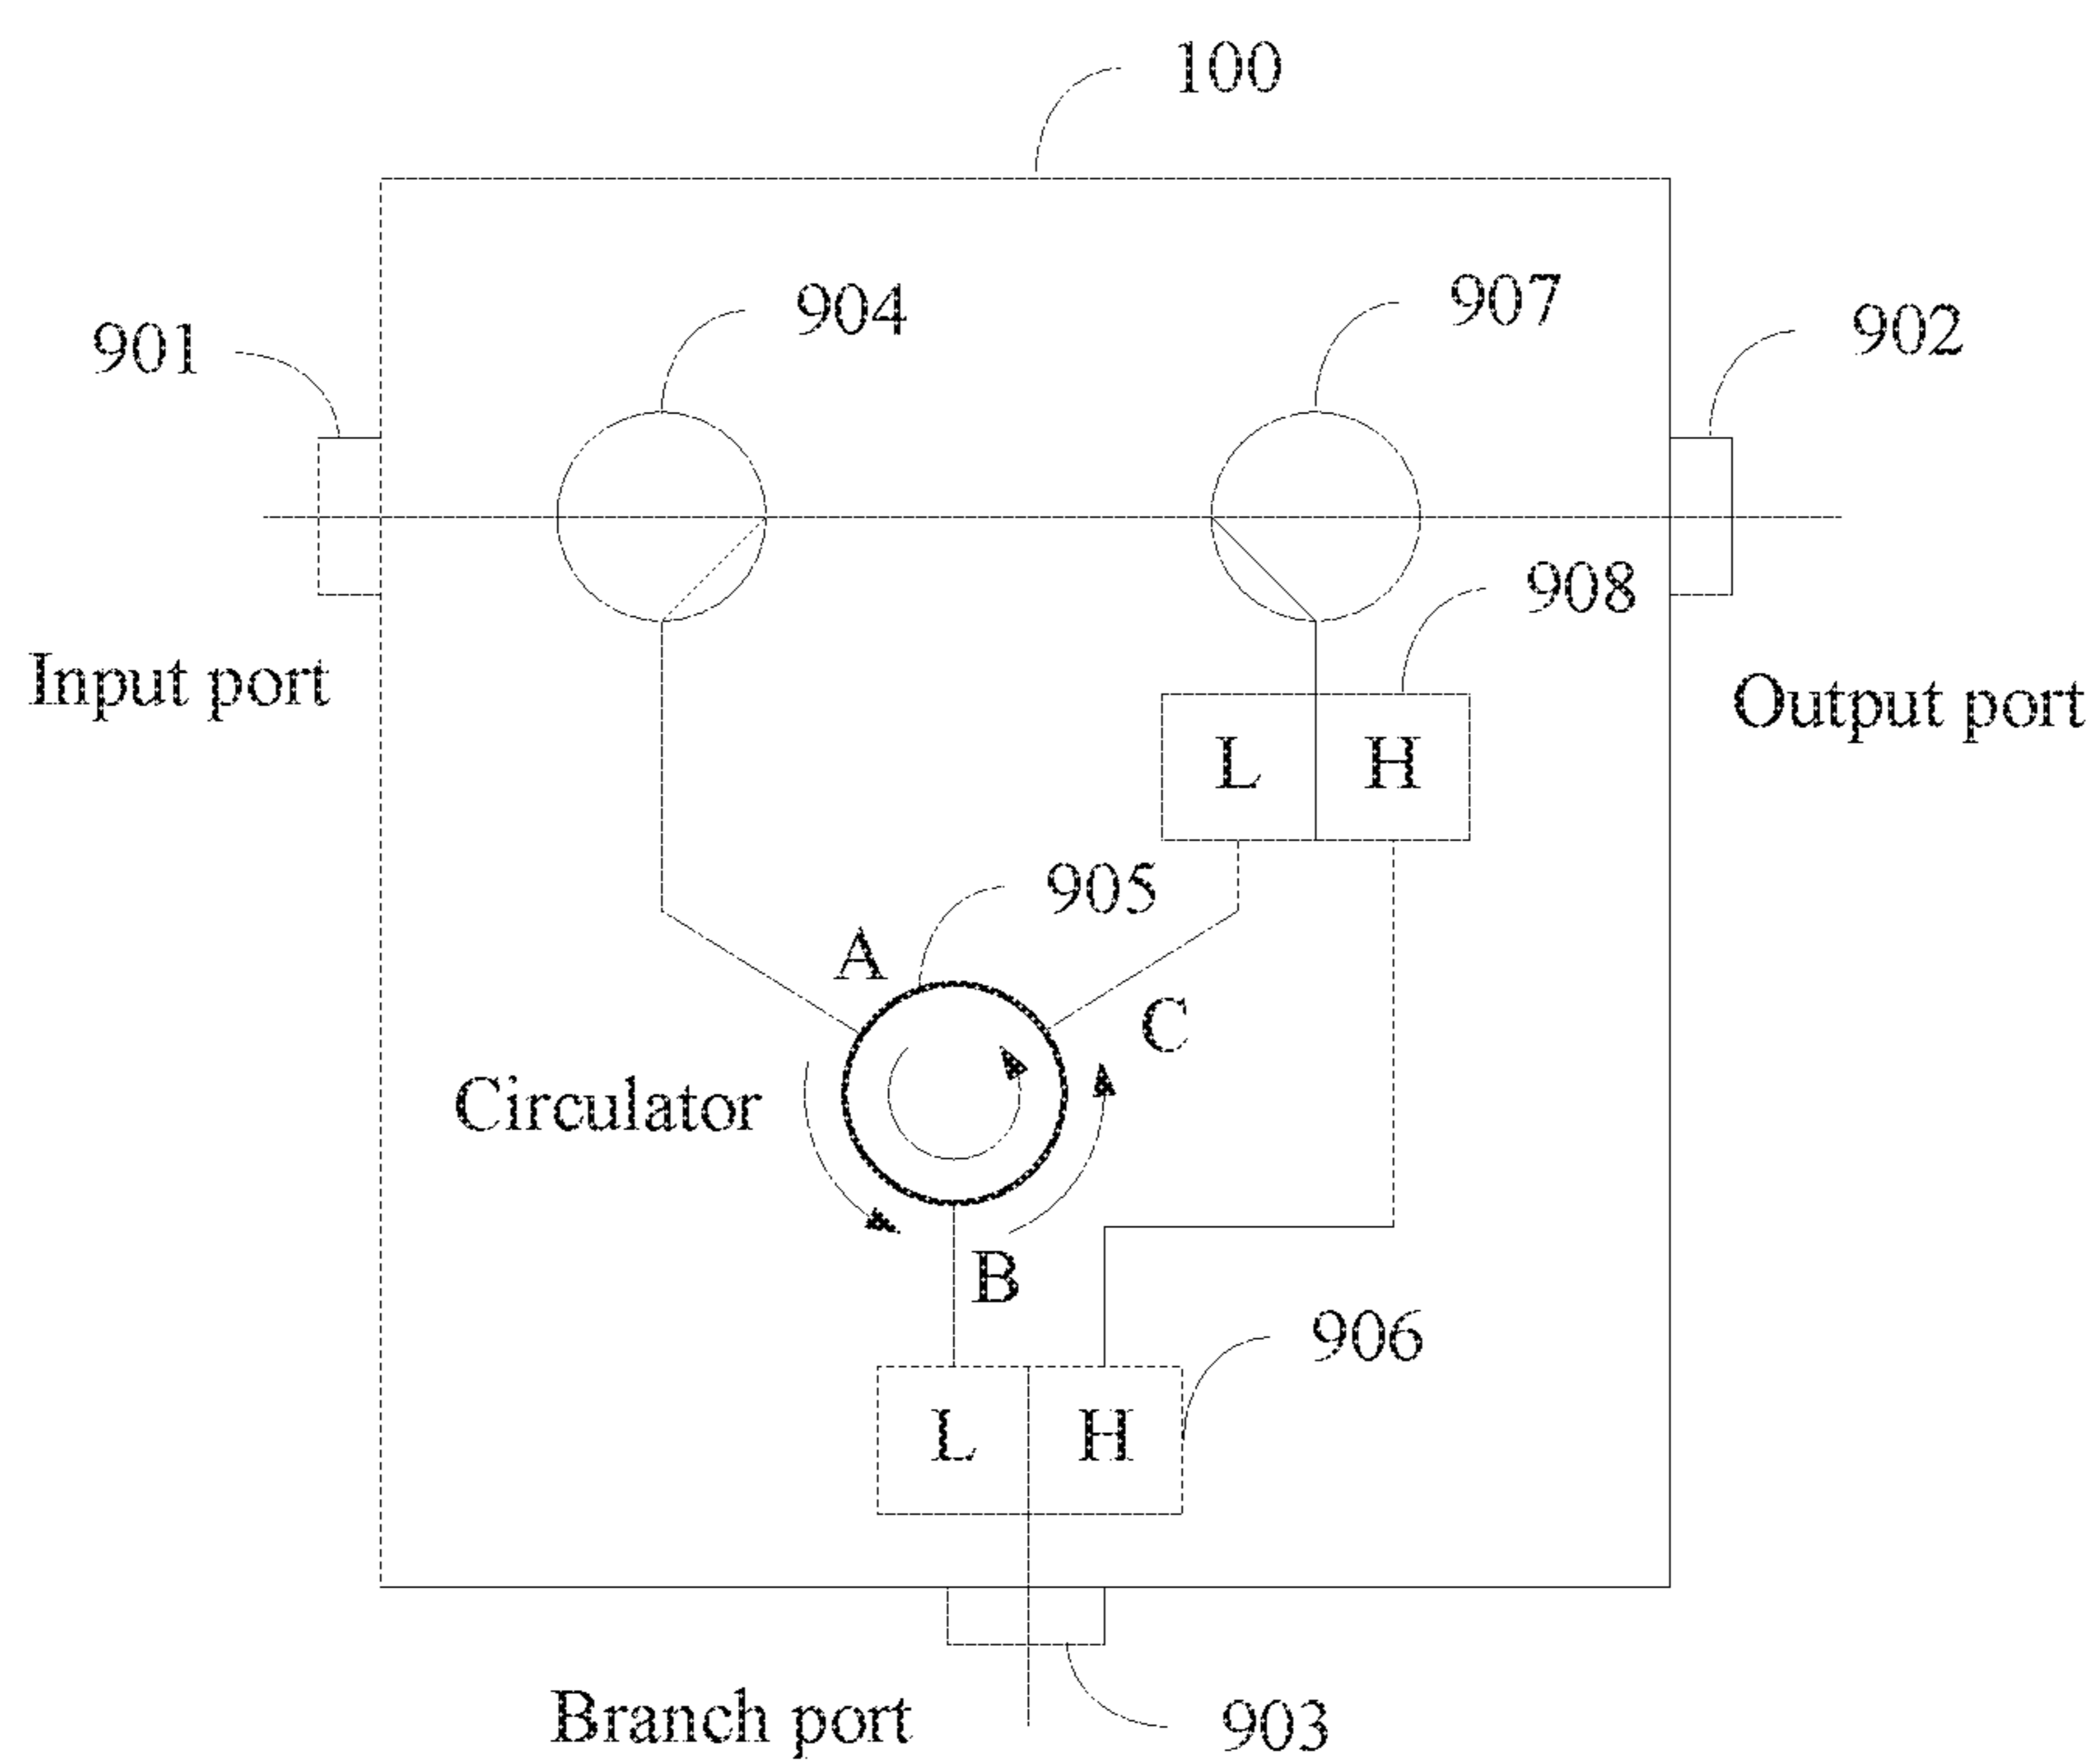 100
904
907
901
902
908
Input port
Output port
L H
905
A
C
Circulator
B
906
L H
Branch port
903